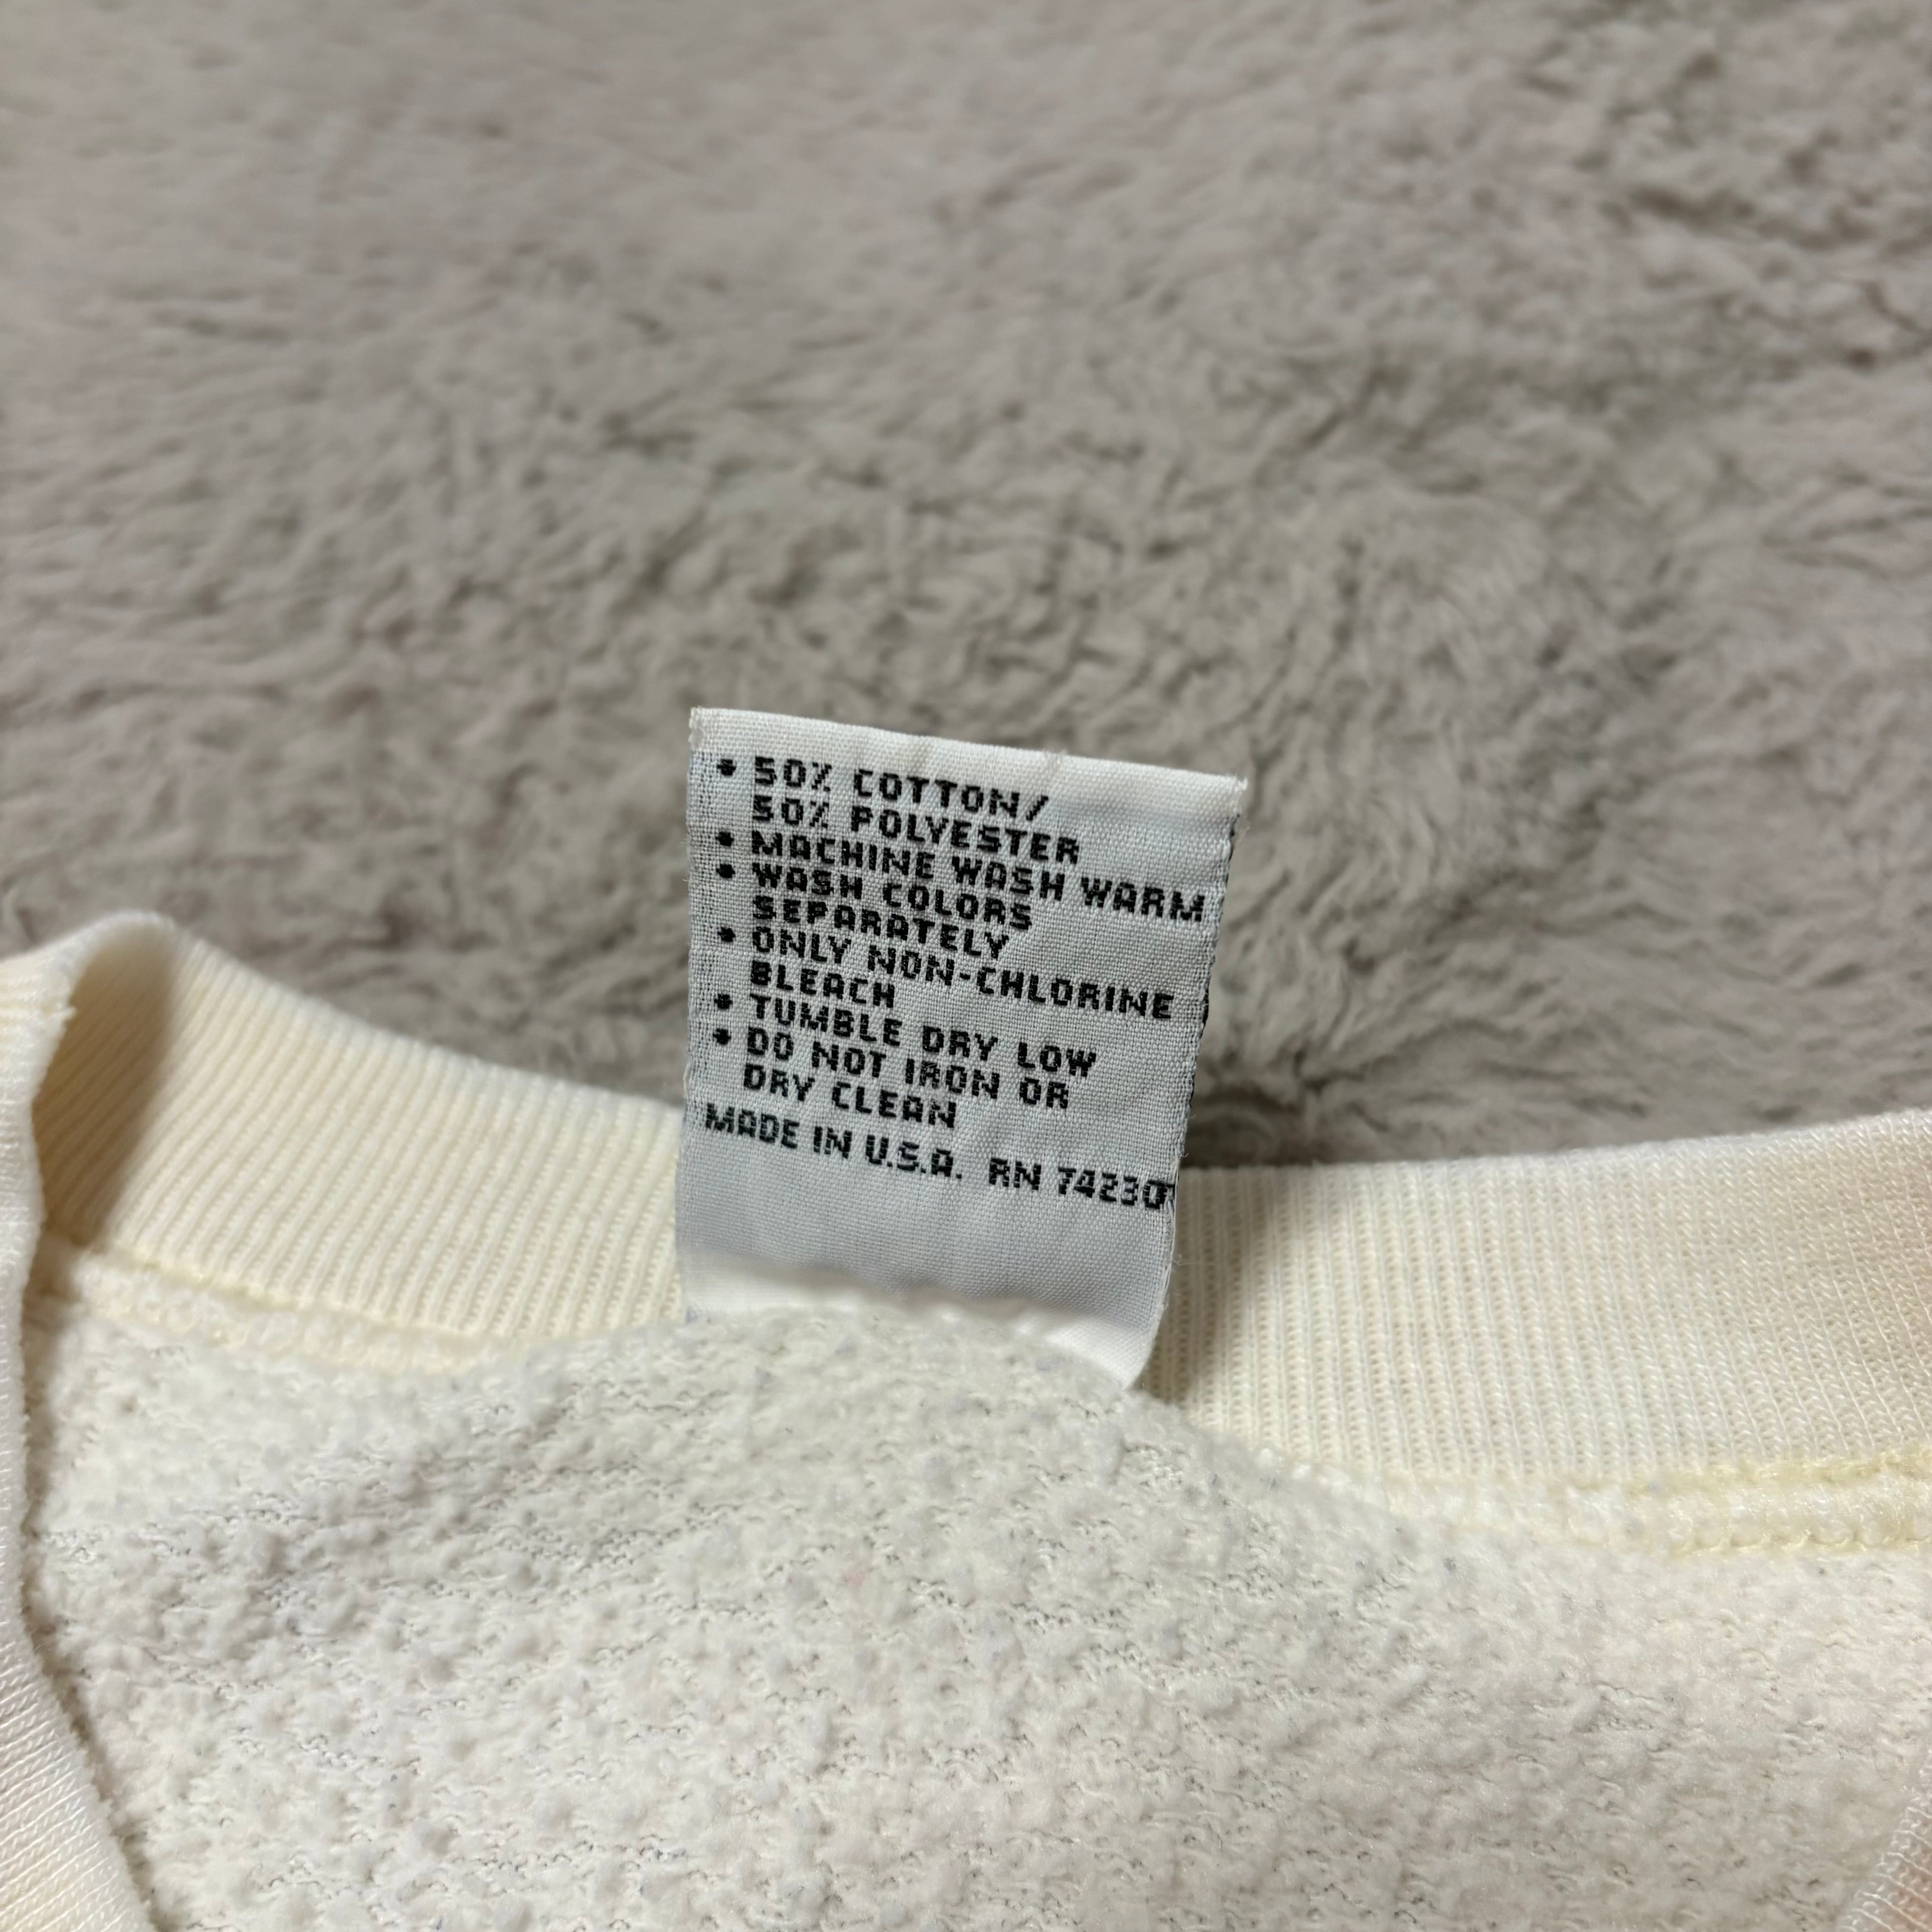 • 50% COTTON/
50% POLYESTER
• MACHINE WASH WARM
• WASH COLORS
SEPARATELY
• ONLY NON-CHLORINE
BLEACH
• TUMBLE DRY LOW
• DO NOT IRON OR
DRY CLEAN
MADE IN U.S.A. RN 74230